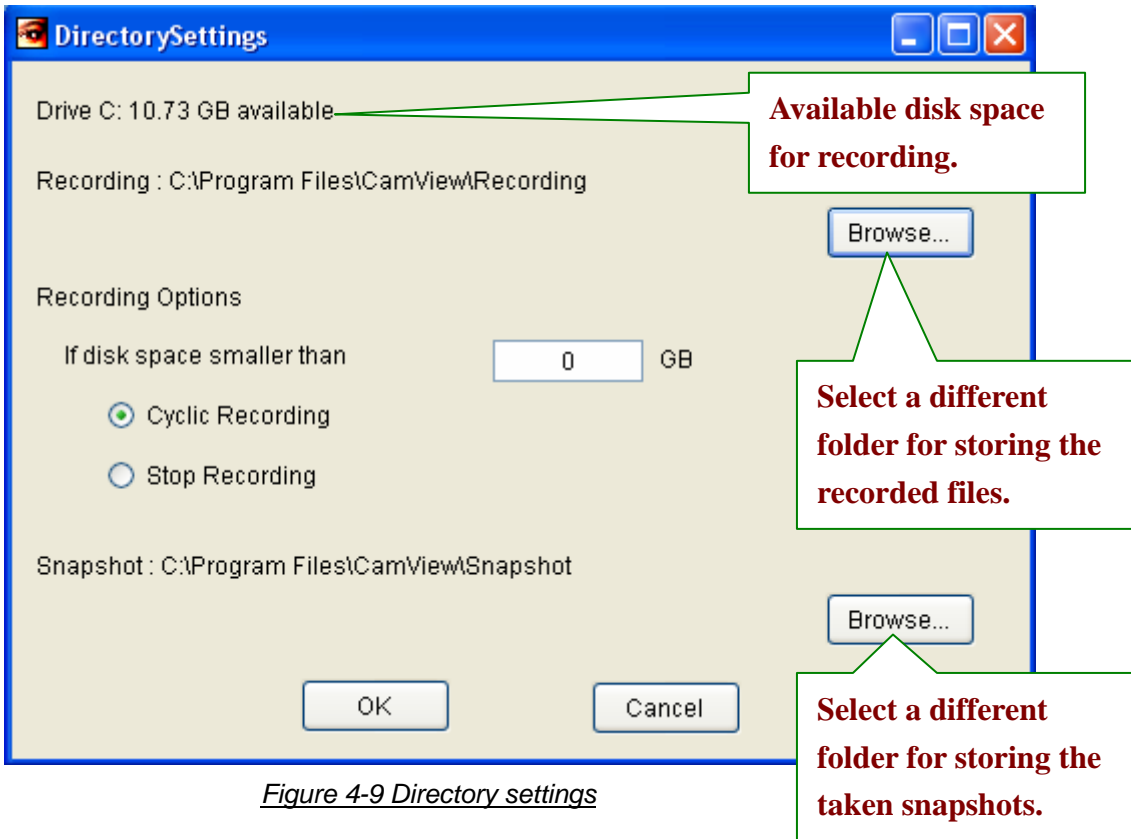 DirectorySettings
Drive C: 10.73 GB available
Available disk space
for recording.
Recording : C:\Program Files\CamView\Recording
Browse...
Recording Options
If disk space smaller than 0 GB
Cyclic Recording
Stop Recording
Select a different
folder for storing the
recorded files.
Snapshot : C:\Program Files\CamView\Snapshot
Browse...
OK
Cancel
Select a different
folder for storing the
taken snapshots.
Figure 4-9 Directory settings